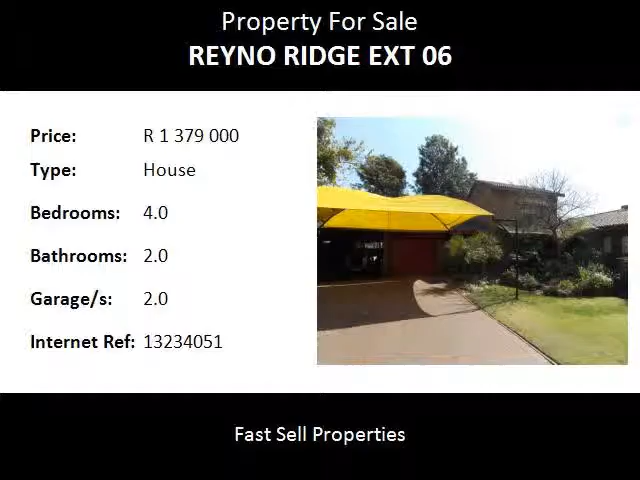 Property For Sale
REYNO RIDGE EXT 06
Price: R 1 379 000
Type: House
Bedrooms: 4.0
Bathrooms: 2.0
Garage/s: 2.0
Internet Ref: 13234051
Fast Sell Properties